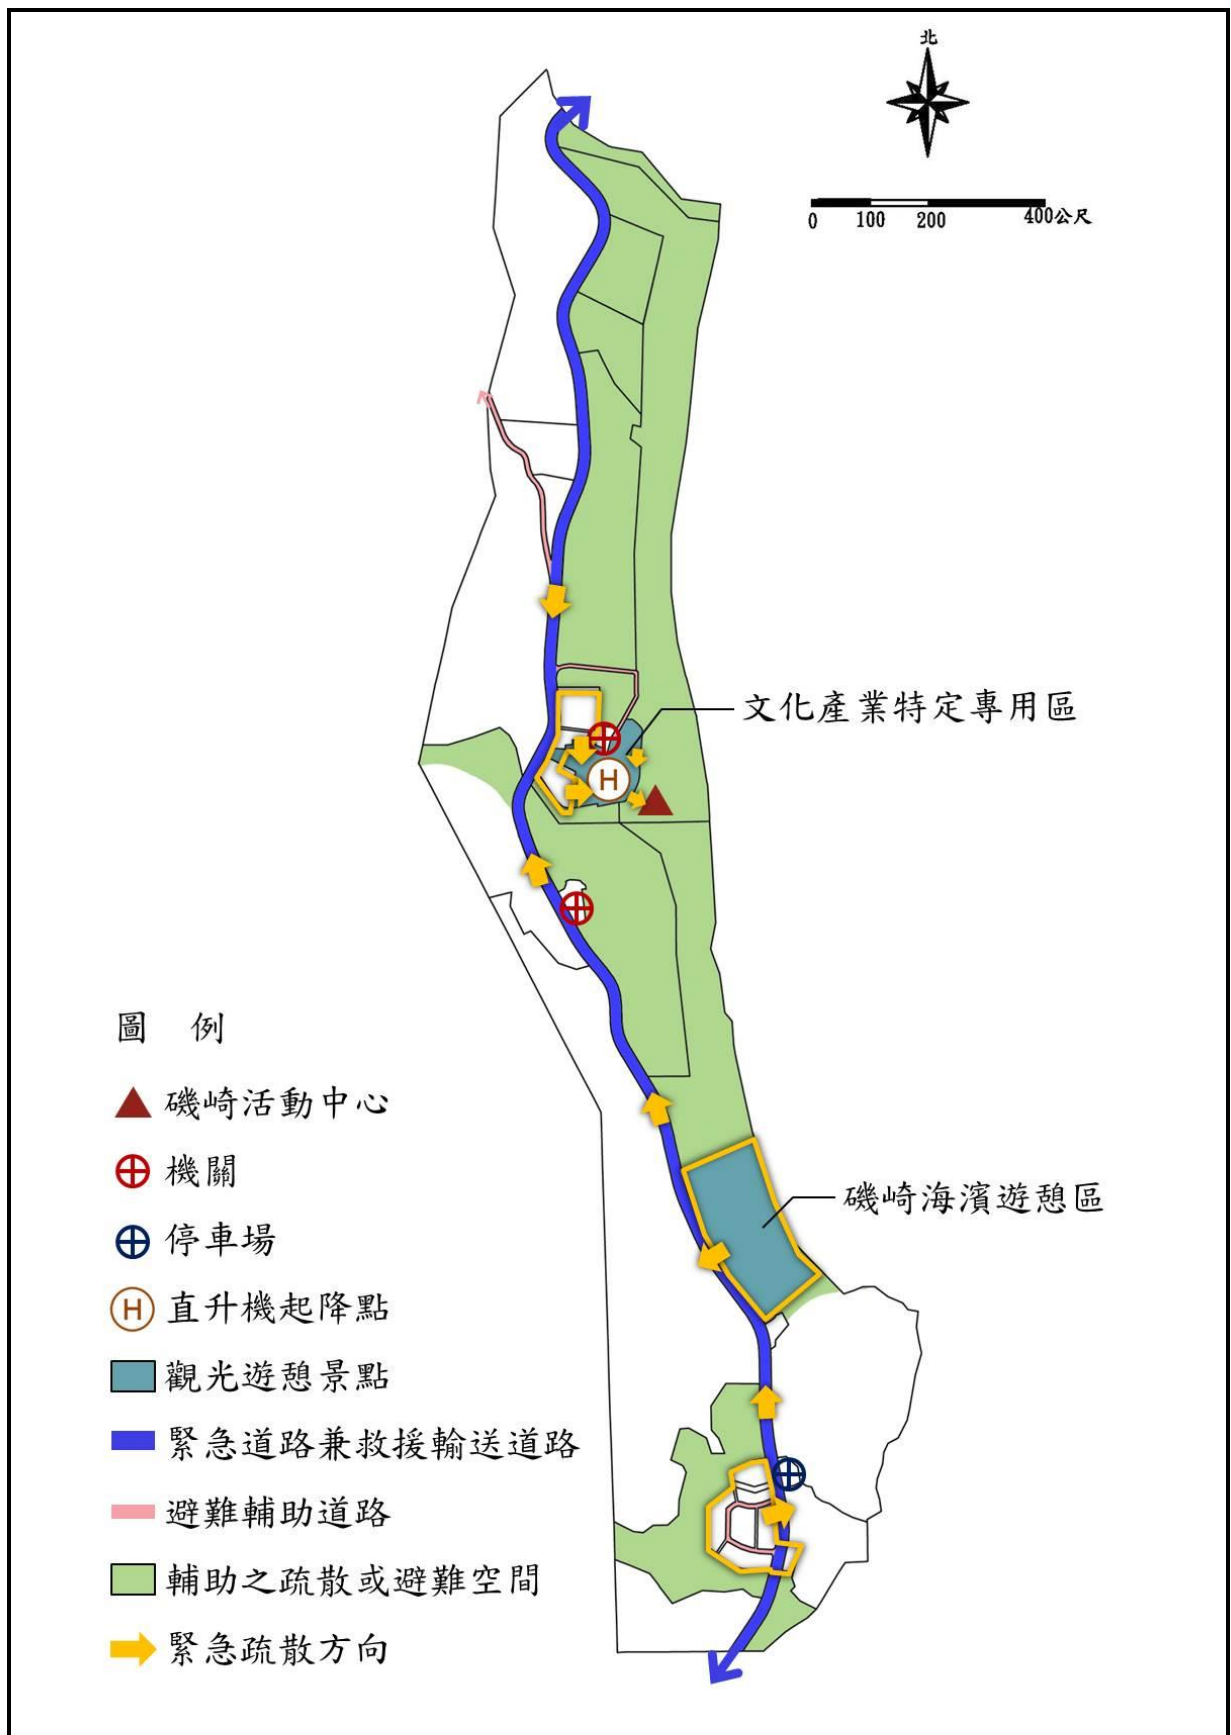 北
0 100 200 400公尺
文化產業特定專用區
H
磯崎海濱遊憩區
圖 例
磯崎活動中心
機關
停車場
H 直升機起降點
觀光遊憩景點
緊急道路兼救援輸送道路
避難輔助道路
輔助之疏散或避難空間
緊急疏散方向